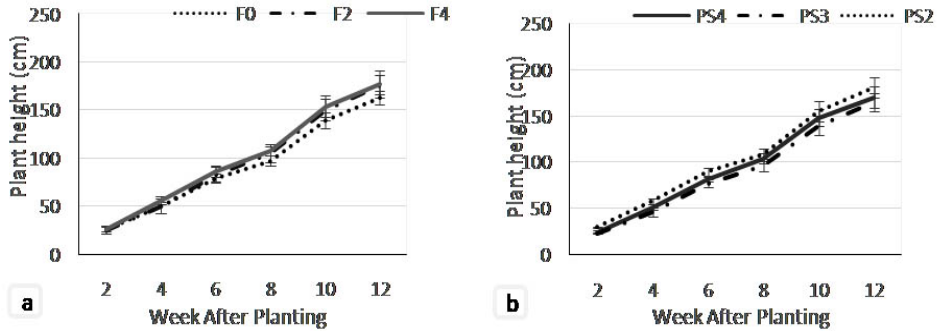 F0 F2 F4
250
200
150
100
50
0
Plant height (cm)
2 4 6 8 10 12
Week After Planting
a
PS4 PS3 PS2
250
200
150
100
50
0
Plant height (cm)
2 4 6 8 10 12
Week After Planting
b